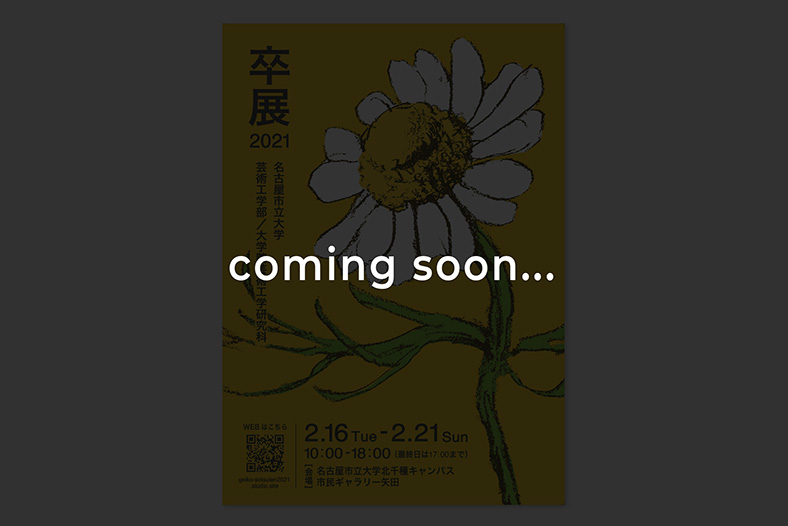 卒展
2021
名古屋市立大学
芸術工学部/大学院芸術工学研究科
coming soon...
WEBはこちら
2.16 Tue - 2.21 Sun
10:00-18:00 (最終日は17:00まで)
[会場] 名古屋市立大学北千種キャンパス
市民ギャラリー矢田